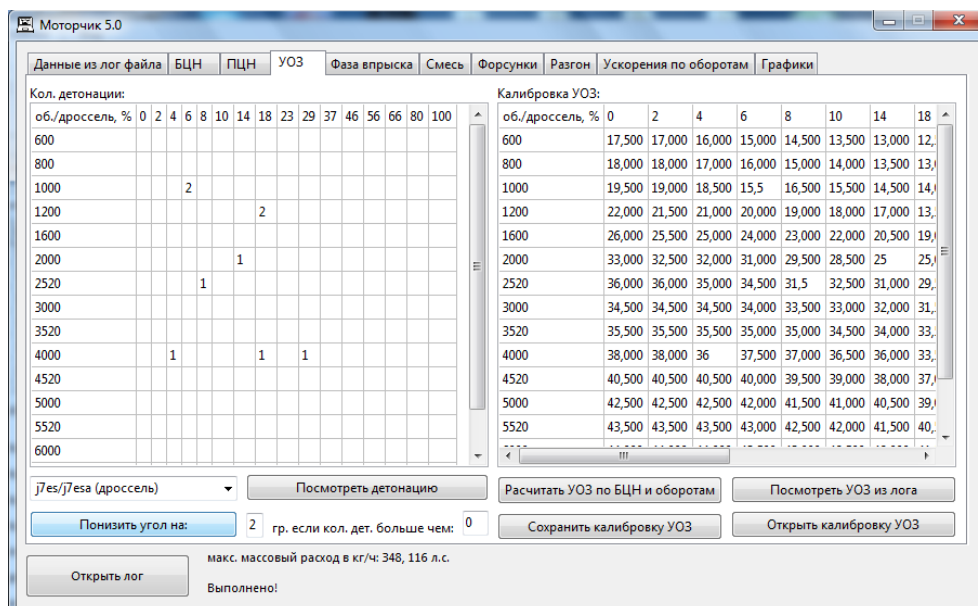 Моторчик 5.0
Данные из лог файла БЦН ПЦН УОЗ Фаза впрыска Смесь Форсунки Разгон Ускорения по оборотам Графики
Кол. детонации:
об./дроссель, % 0 2 4 6 8 10 14 18 23 29 37 46 56 66 80 100
600
800
1000 2
1200 2
1600
2000 1
2520 1
3000
3520
4000 1 1 1
4520
5000
5520
6000
Калибровка УОЗ:
об./дроссель, % 0 2 4 6 8 10 14 18
600 17,500 17,000 16,000 15,000 14,500 13,500 13,000 12,
800 18,000 18,000 17,000 16,000 15,000 14,000 13,500 13,
1000 19,500 19,000 18,500 15,5 16,500 15,500 14,500 14,
1200 22,000 21,500 21,000 20,000 19,000 18,000 17,000 13,
1600 26,000 25,500 25,000 24,000 23,000 22,000 20,500 19,
2000 33,000 32,500 32,000 31,000 29,500 28,500 25 25,
2520 36,000 36,000 35,000 34,500 31,5 32,500 31,000 29,
3000 34,500 34,500 34,500 34,000 33,500 33,000 32,000 31,
3520 35,500 35,500 35,500 35,000 35,000 34,500 34,000 33,
4000 38,000 38,000 36 37,500 37,000 36,500 36,000 33,
4520 40,500 40,500 40,500 40,000 39,500 39,000 38,000 37,
5000 42,500 42,500 42,500 42,000 41,500 41,000 40,500 39,
5520 43,500 43,500 43,500 43,000 42,500 42,000 41,500 40,
j7es/j7esa (дроссель) Посмотреть детонацию
Расчитать УОЗ по БЦН и оборотам Посмотреть УОЗ из лога
Понизить угол на: 2 гр. если кол. дет. больше чем: 0
Сохранить калибровку УОЗ Открыть калибровку УОЗ
Открыть лог
макс. массовый расход в кг/ч: 348, 116 л.с.
Выполнено!